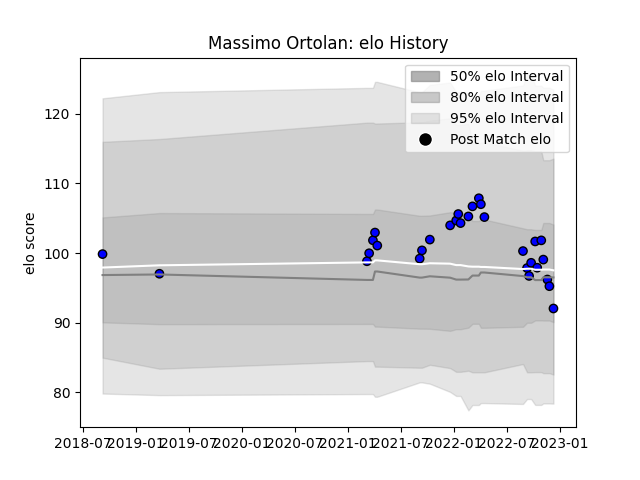 Massimo Ortolan: elo History
50% elo Interval
80% elo Interval
95% elo Interval
Post Match elo
elo score
120
110
100
90
80
2018-07 2019-01 2019-07 2020-01 2020-07 2021-01 2021-07 2022-01 2022-07 2023-01